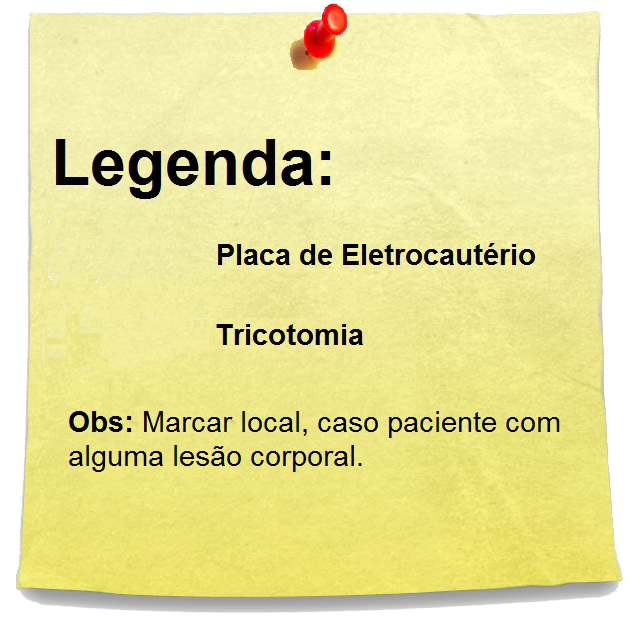 Legenda:
Placa de Eletrocautério
Tricotomia
Obs: Marcar local, caso paciente com
alguma lesão corporal.